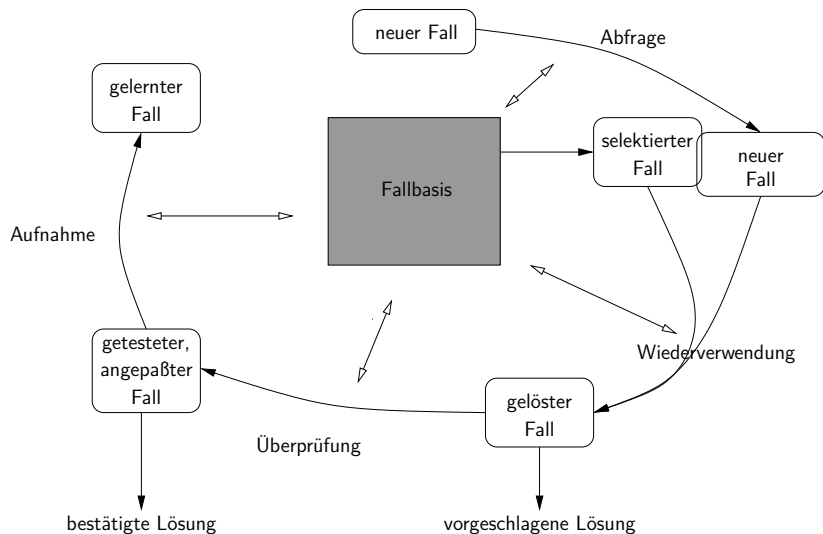 neuer Fall
Abfrage
gelernter
Fall
Fallbasis
selektierter
Fall
neuer
Fall
Aufnahme
getesteter,
angepaßter
Fall
Wiederverwendung
gelöster
Fall
Überprüfung
bestätigte Lösung
vorgeschlagene Lösung